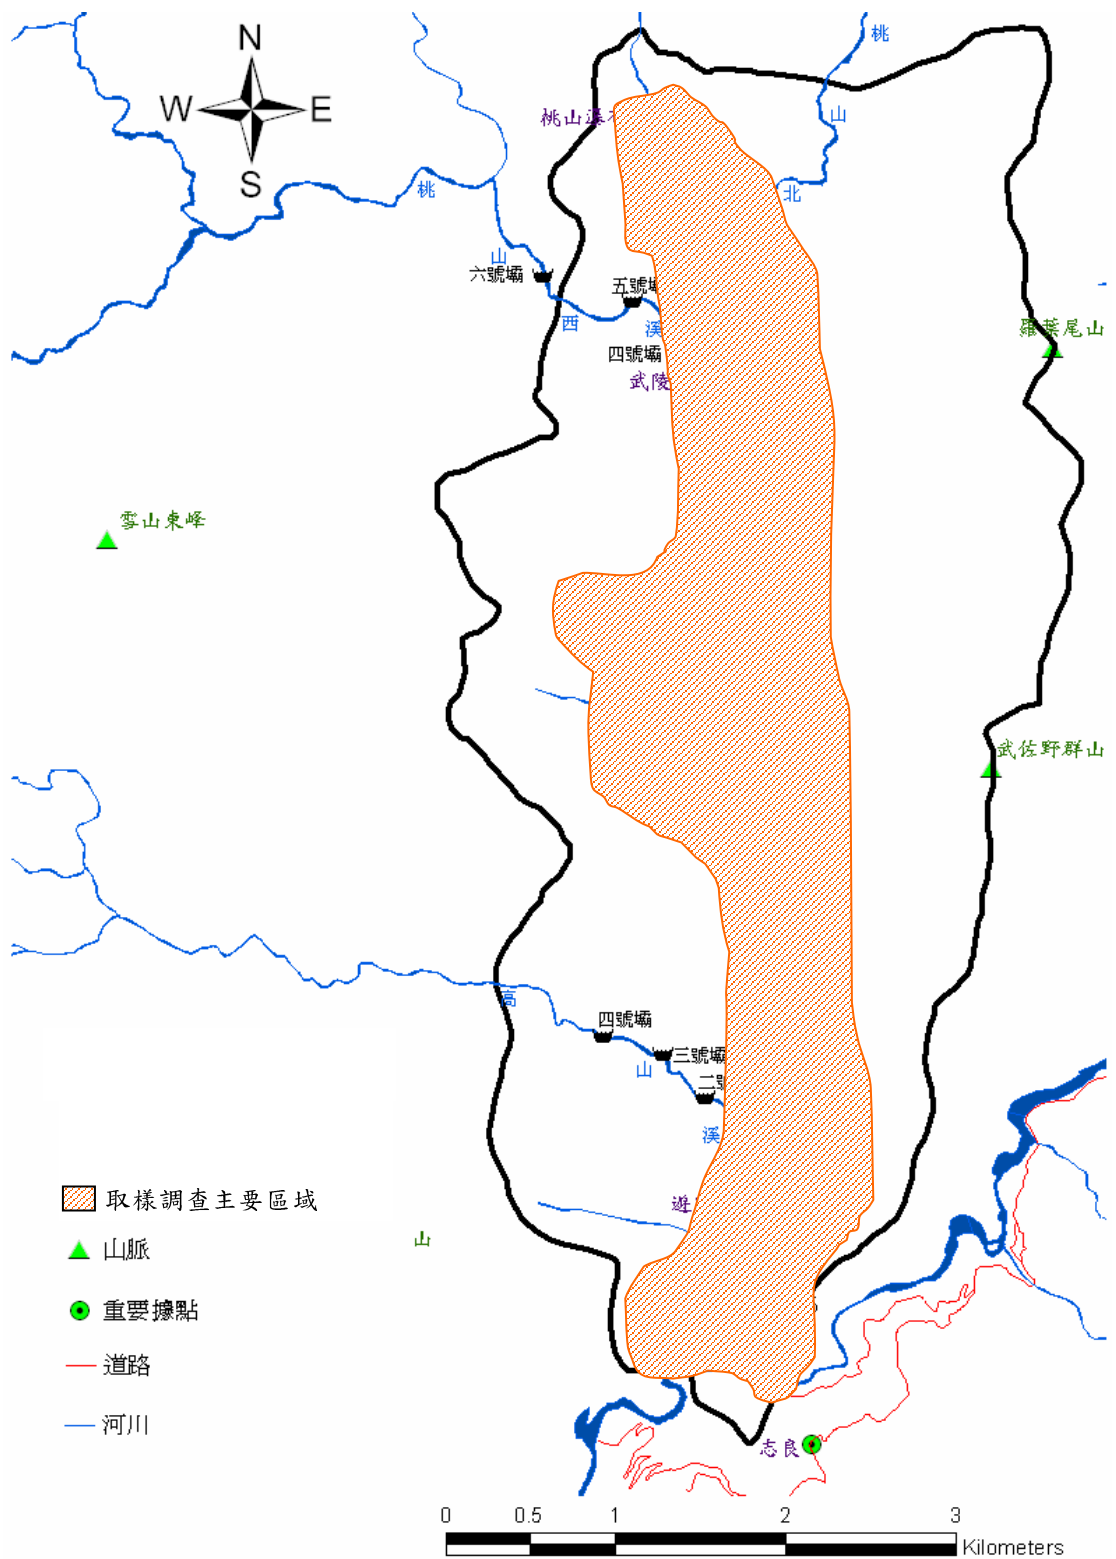 N
W E
S
桃
山
北
桃山瀑
桃
山
西
溪
六號壩
五號
四號壩
武陵
羅葉尾山
雪山東峰
武佐野群山
高
山
溪
四號壩
三號壩
二
遊
山
取樣調查主要區域
山脈
重要據點
道路
河川
志良
0 0.5 1 2 3
Kilometers